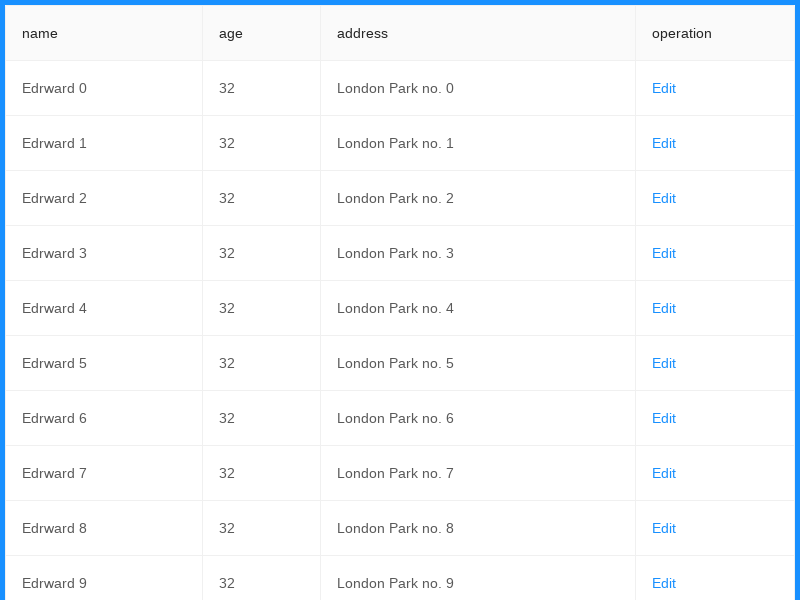 name age address operation
Edrward 0 32 London Park no. 0 Edit
Edrward 1 32 London Park no. 1 Edit
Edrward 2 32 London Park no. 2 Edit
Edrward 3 32 London Park no. 3 Edit
Edrward 4 32 London Park no. 4 Edit
Edrward 5 32 London Park no. 5 Edit
Edrward 6 32 London Park no. 6 Edit
Edrward 7 32 London Park no. 7 Edit
Edrward 8 32 London Park no. 8 Edit
Edrward 9 32 London Park no. 9 Edit